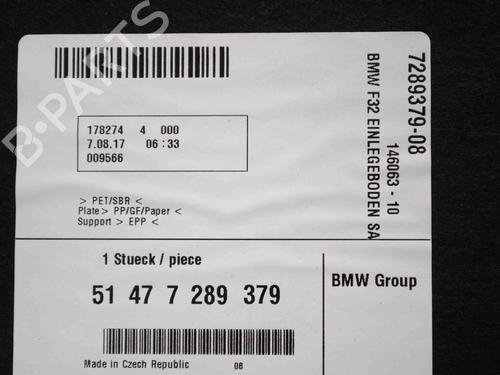 178274 4 000
7.08.17 06:33
009566
> PET/SBR <
Plate> PP/GF/Paper <
Support > EPP <
7289379-08
146063 - 10
BMW F32 EINLEGEBODEN SA
1 Stueck / piece
51 47 7 289 379
BMW Group
Made in Czech Republic 08
B-PARTS